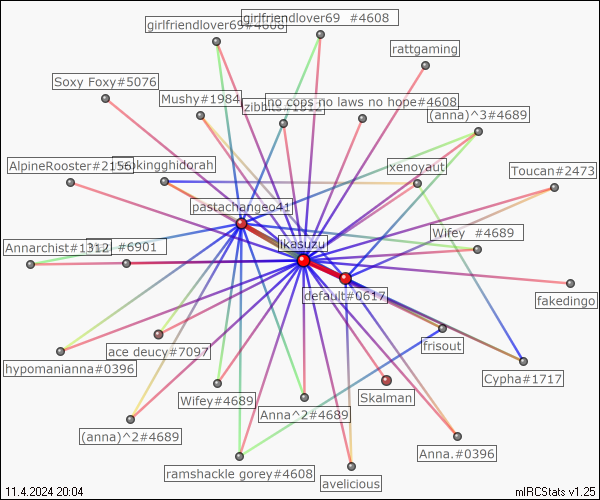 girlfriendlover69#4608
girlfriendlover69 #4608
rattgaming
Soxy Foxy#5076
Mushy#1984
no cops no laws no hope#4608
(anna)^3#4689
AlpineRooster#2156
xenoyaut
Toucan#2473
pastachangeo41
Wifey #4689
Annarchist#1312
#6901
ikasuzu
default#0617
fakedingo
frisout
hypomanianna#0396
ace deucy#7097
Cypha#1717
Wifey#4689
Anna^2#4689
Skalman
(anna)^2#4689
Anna.#0396
ramshackle gorey#4608
avelicious
11.4.2024 20:04
mIRCStats v1.25